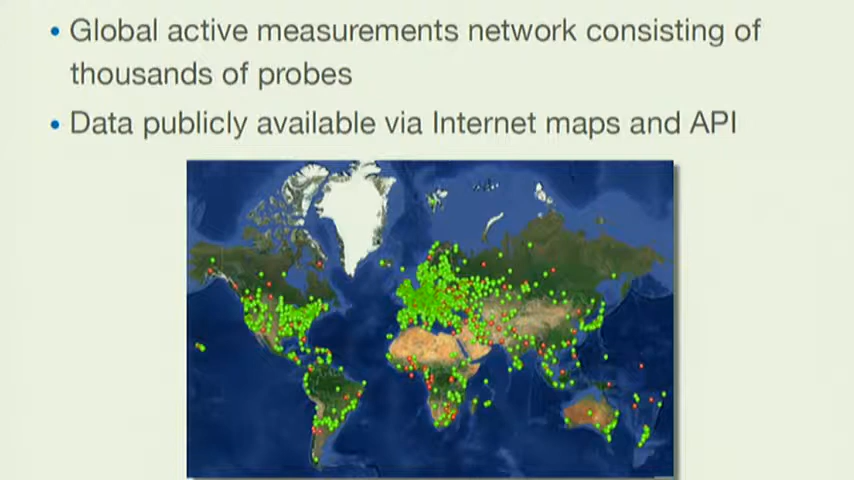 • Global active measurements network consisting of
thousands of probes
• Data publicly available via Internet maps and API